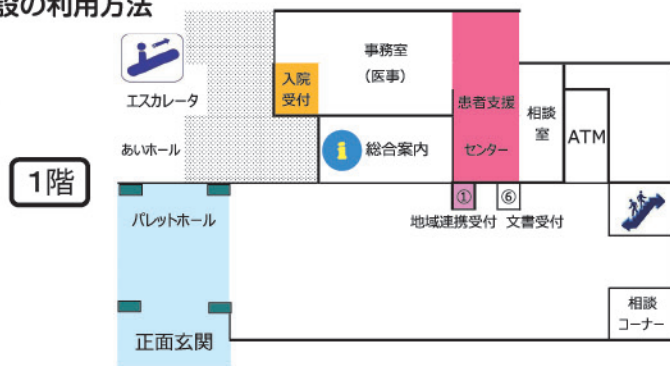 設の利用方法
エスカレータ
あいホール
入院
受付
事務室
（医事）
i
総合案内
患者支援
センター
相談
室
ATM
1階
パレットホール
①
⑥
地域連携受付
文書受付
相談
コーナー
正面玄関